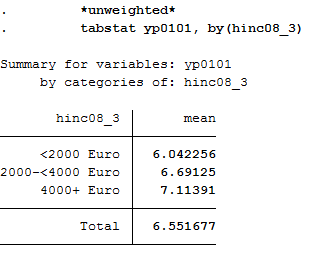 . *unweighted*
. tabstat yp0101, by(hinc08_3)
Summary for variables: yp0101
by categories of: hinc08_3
hinc08_3 mean
<2000 Euro 6.042256
2000-<4000 Euro 6.69125
4000+ Euro 7.11391
Total 6.551677